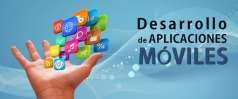 Desarrollo
de APLICACIONES
MÓVILES